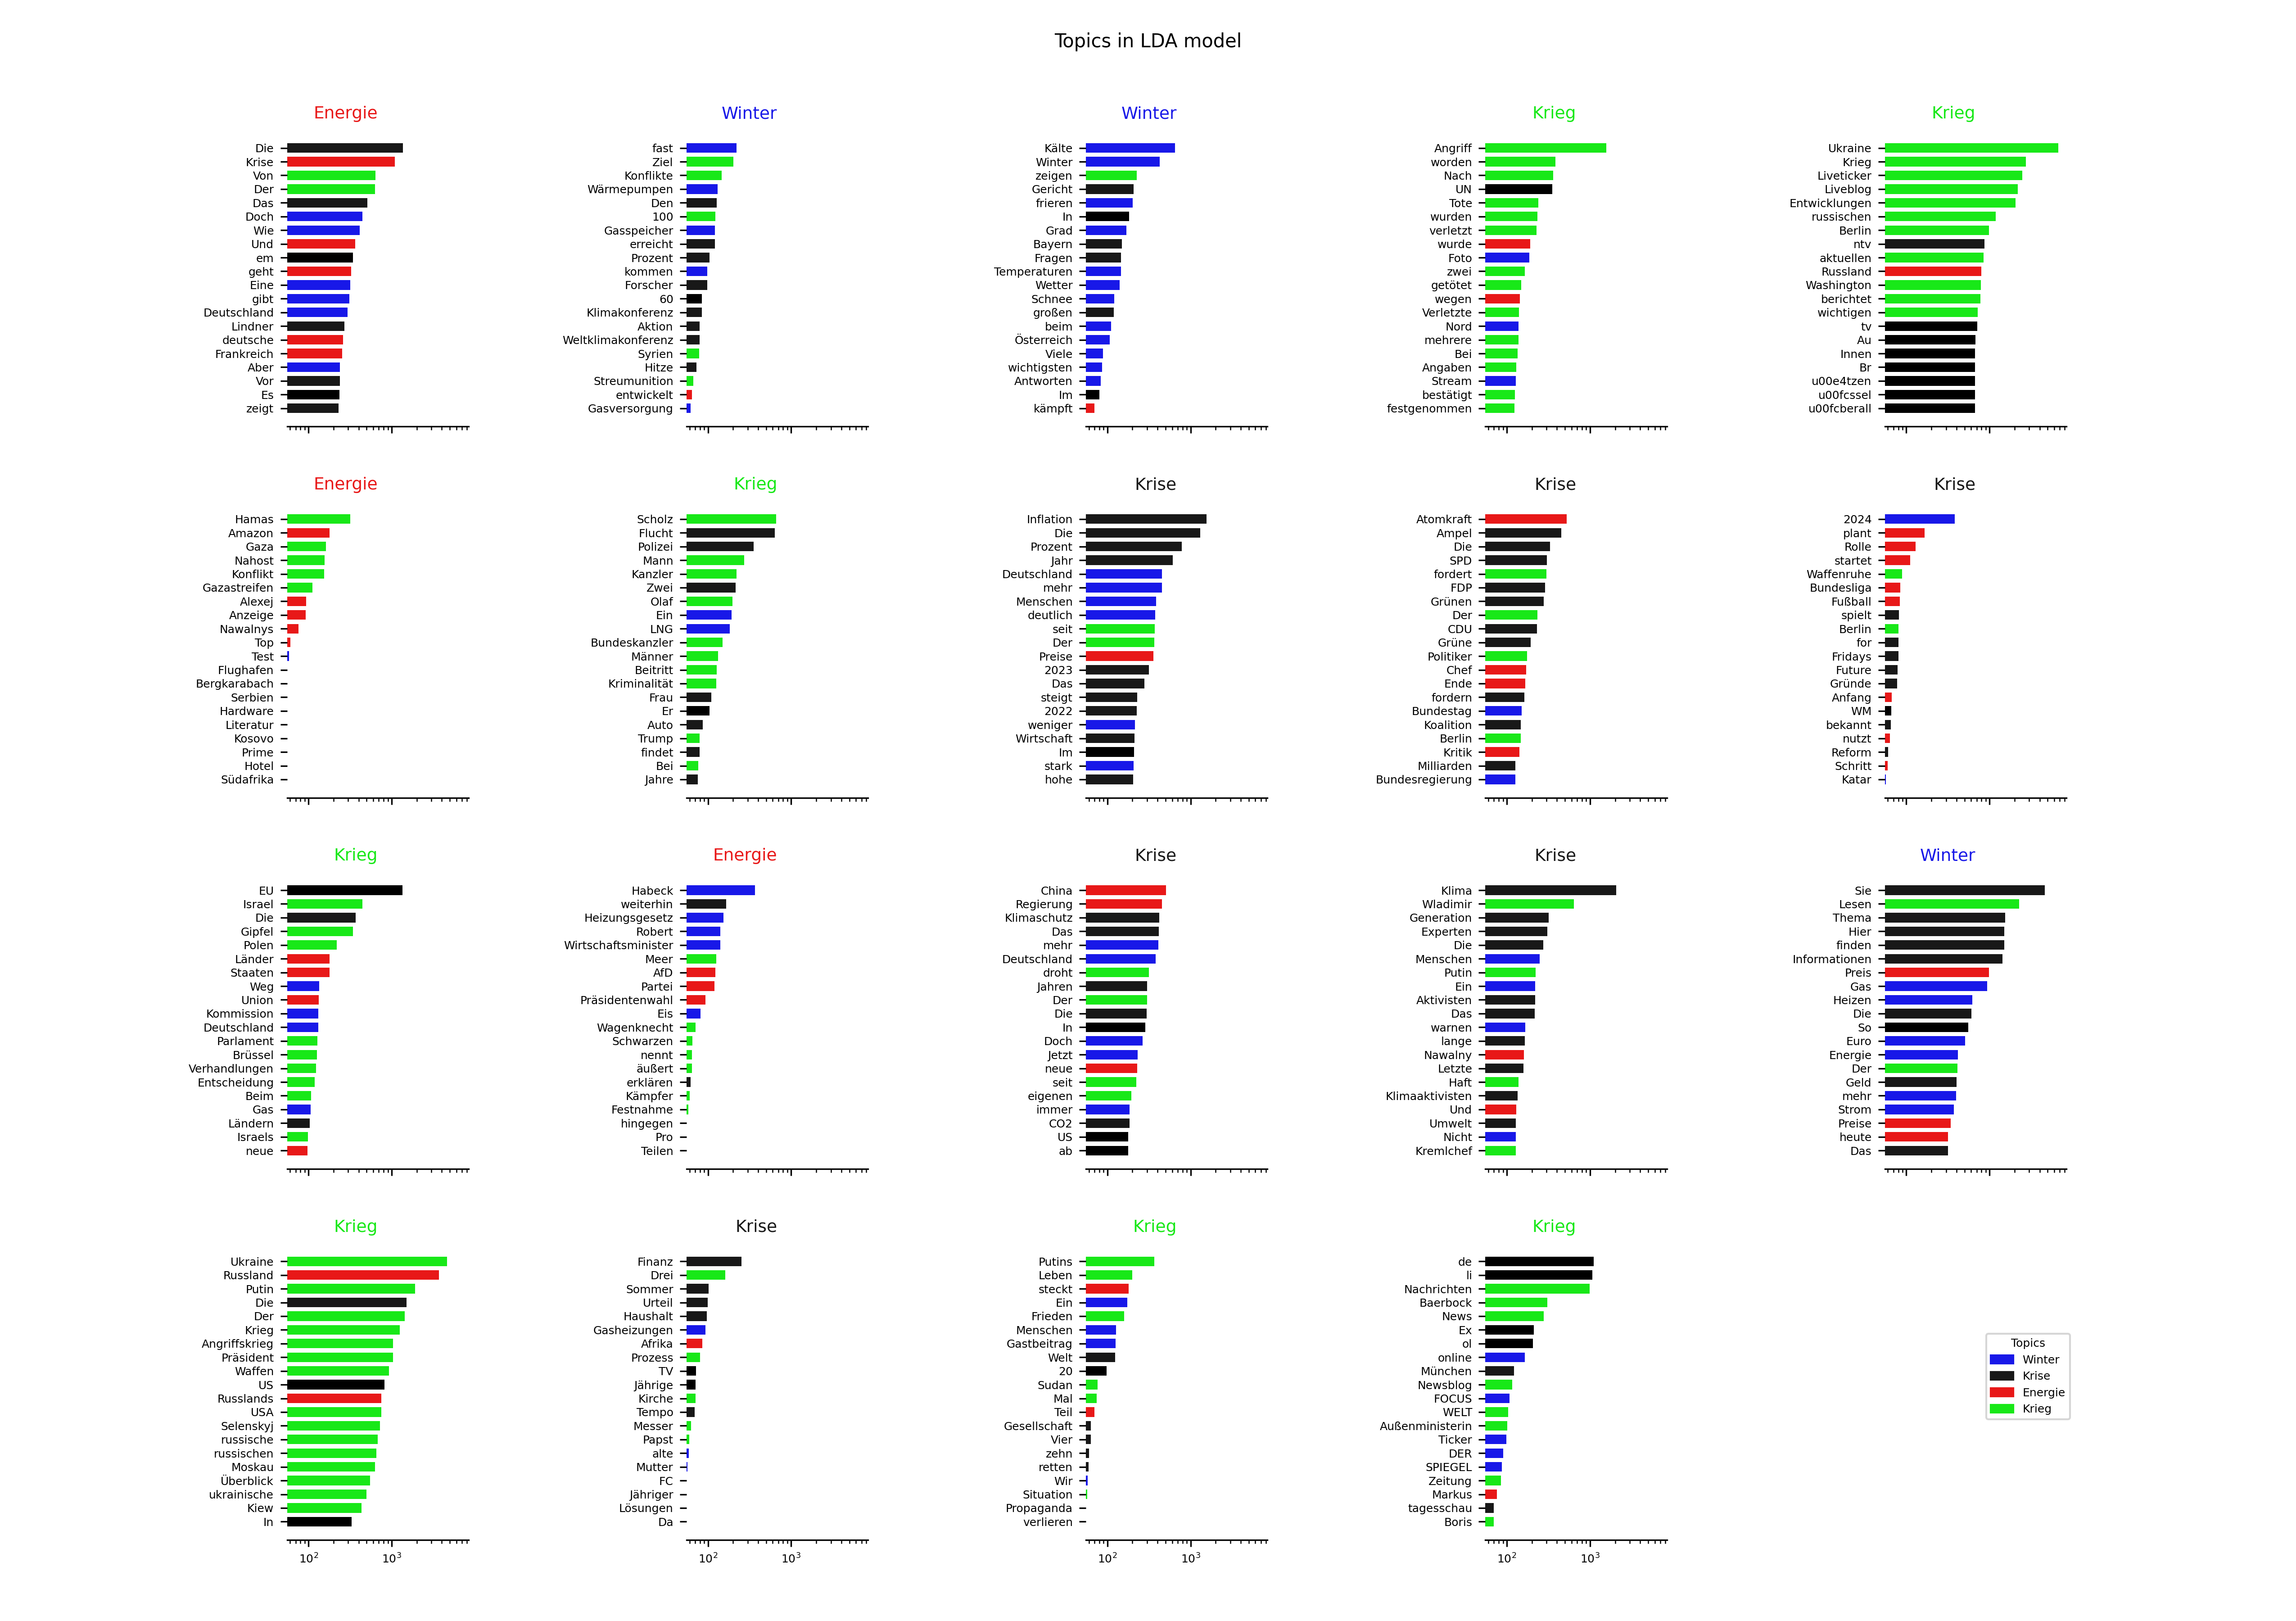 Topics in LDA model
Energie
Die
Krise
Von
Der
Das
Doch
Wie
Und
em
geht
Eine
gibt
Deutschland
Lindner
deutsche
Frankreich
Aber
Vor
Es
zeigt
Winter
fast
Ziel
Konflikte
Wärmepumpen
Den
100
Gasspeicher
erreicht
Prozent
kommen
Forscher
60
Klimakonferenz
Aktion
Weltklimakonferenz
Syrien
Hitze
Streumunition
entwickelt
Gasversorgung
Winter
Kälte
Winter
zeigen
Gericht
frieren
In
Grad
Bayern
Fragen
Temperaturen
Wetter
Schnee
großen
beim
Österreich
Viele
wichtigsten
Antworten
Im
kämpft
Krieg
Angriff
worden
Nach
UN
Tote
wurden
verletzt
wurde
Foto
zwei
getötet
wegen
Verletzte
Nord
mehrere
Bei
Angaben
Stream
bestätigt
festgenommen
Krieg
Ukraine
Krieg
Liveticker
Liveblog
Entwicklungen
russischen
Berlin
ntv
aktuellen
Russland
Washington
berichtet
wichtigen
tv
Au
Innen
Br
u00e4tzen
u00fcssel
u00fcberall
Energie
Hamas
Amazon
Gaza
Nahost
Konflikt
Gazastreifen
Alexej
Anzeige
Nawalnys
Top
Test
Flughafen
Bergkarabach
Serbien
Hardware
Literatur
Kosovo
Prime
Hotel
Südafrika
Krieg
Scholz
Flucht
Polizei
Mann
Kanzler
Zwei
Olaf
Ein
LNG
Bundeskanzler
Männer
Beitritt
Kriminalität
Frau
Er
Auto
Trump
findet
Bei
Jahre
Krise
Inflation
Die
Prozent
Jahr
Deutschland
mehr
Menschen
deutlich
seit
Der
Preise
2023
Das
steigt
2022
weniger
Wirtschaft
Im
stark
hohe
Krise
Atomkraft
Ampel
Die
SPD
fordert
FDP
Grünen
Der
CDU
Grüne
Politiker
Chef
Ende
fordern
Bundestag
Koalition
Berlin
Kritik
Milliarden
Bundesregierung
Krise
2024
plant
Rolle
startet
Waffenruhe
Bundesliga
Fußball
spielt
Berlin
for
Fridays
Future
Gründe
Anfang
WM
bekannt
nutzt
Reform
Schritt
Katar
Krieg
EU
Israel
Die
Gipfel
Polen
Länder
Staaten
Weg
Union
Kommission
Deutschland
Parlament
Brüssel
Verhandlungen
Entscheidung
Beim
Gas
Ländern
Israels
neue
Energie
Habeck
weiterhin
Heizungsgesetz
Robert
Wirtschaftsminister
Meer
AfD
Partei
Präsidentenwahl
Eis
Wagenknecht
Schwarzen
nennt
äußert
erklären
Kämpfer
Festnahme
hingegen
Pro
Teilen
Krise
China
Regierung
Klimaschutz
Das
mehr
Deutschland
droht
Jahren
Der
Die
In
Doch
Jetzt
neue
seit
eigenen
immer
CO2
US
ab
Krise
Klima
Wladimir
Generation
Experten
Die
Menschen
Putin
Ein
Aktivisten
Das
warnen
lange
Nawalny
Letzte
Haft
Klimaaktivisten
Und
Umwelt
Nicht
Kremlchef
Winter
Sie
Lesen
Thema
Hier
finden
Informationen
Preis
Gas
Heizen
Die
So
Euro
Energie
Der
Geld
mehr
Strom
Preise
heute
Das
Krieg
Ukraine
Russland
Putin
Die
Der
Krieg
Angriffskrieg
Präsident
Waffen
US
Russlands
USA
Selenskyj
russische
russischen
Moskau
Überblick
ukrainische
Kiew
In
10² 10³
Krise
Finanz
Drei
Sommer
Urteil
Haushalt
Gasheizungen
Afrika
Prozess
TV
Jährige
Kirche
Tempo
Messer
Papst
alte
Mutter
FC
Jähriger
Lösungen
Da
10² 10³
Krieg
Putins
Leben
steckt
Ein
Frieden
Menschen
Gastbeitrag
Welt
20
Sudan
Mal
Teil
Gesellschaft
Vier
zehn
retten
Wir
Situation
Propaganda
verlieren
10² 10³
Krieg
de
li
Nachrichten
Baerbock
News
Ex
ol
online
München
Newsblog
FOCUS
WELT
Außenministerin
Ticker
DER
SPIEGEL
Zeitung
Markus
tagesschau
Boris
10² 10³
Topics
Winter
Krise
Energie
Krieg